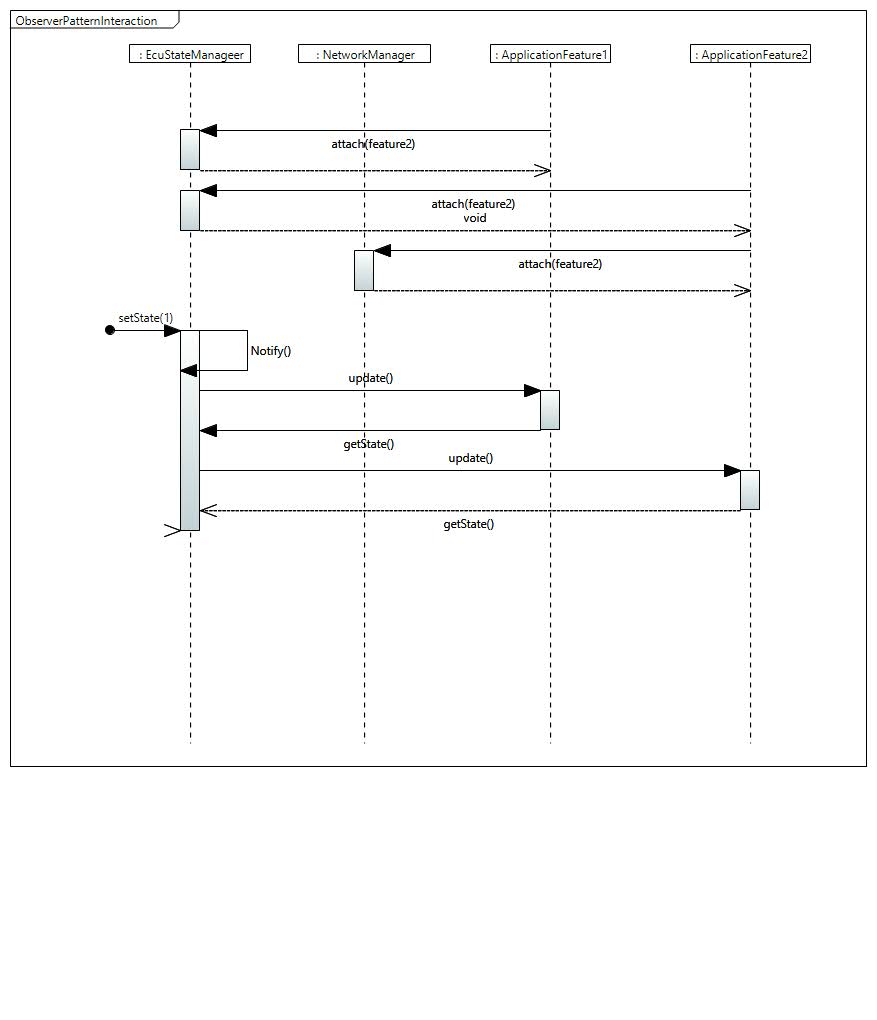 ObserverPatternInteraction
: EcuStateManageer
: NetworkManager
: ApplicationFeature1
: ApplicationFeature2
attach(feature2)
attach(feature2)
void
attach(feature2)
setState(1)
Notify()
update()
getState()
update()
getState()